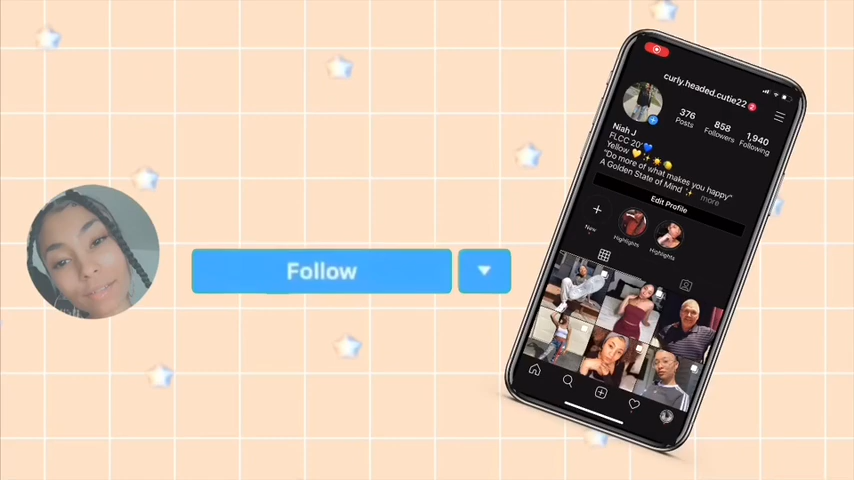 Follow
curly.headed.cutie22 2
376
Posts
858
Followers
1,940
Following
Niah J
FLCC 20'💙
Yellow 💛✨☀️🌼
"Do more of what makes you happy"
A Golden State of Mind ✨ more
Edit Profile
New
Highlights
Highlights